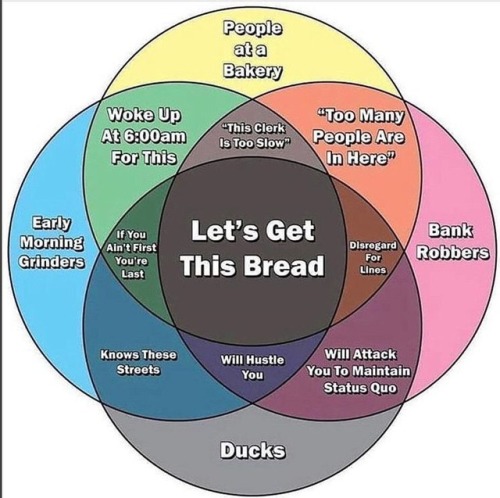 People
at a
Bakery
Woke Up
At 6:00am
For This
"This Clerk
Is Too Slow"
"Too Many
People Are
In Here"
Early
Morning
Grinders
If You
Ain't First
You're
Last
Let's Get
This Bread
Disregard
For
Lines
Bank
Robbers
Knows These
Streets
Will Hustle
You
Will Attack
You To Maintain
Status Quo
Ducks